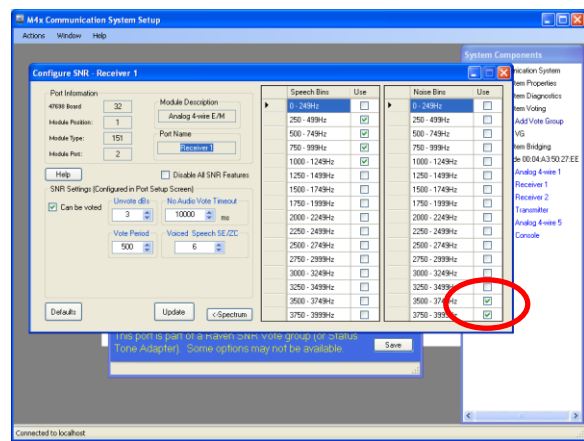 M4x Communication System Setup
Actions Window Help
System Components
Configure SNR - Receiver 1
Port Information
47690 Board 32
Module Position: 1
Module Type: 151
Module Port: 2
Module Description
Analog 4-wire E/M
Port Name
Receiver 1
Help
Disable All SNR Features
SNR Settings (Configured in Port Setup Screen)
Can be voted
Unvote dBs
3
No Audio Vote Timeout
10000 ms
Vote Period
500
Voiced Speech SE/ZC
6
Defaults Update <-Spectrum
Speech Bins Use
0 - 249Hz
250 - 499Hz
500 - 749Hz
750 - 999Hz
1000 - 1249Hz
1250 - 1499Hz
1500 - 1749Hz
1750 - 1999Hz
2000 - 2249Hz
2250 - 2499Hz
2500 - 2749Hz
2750 - 2999Hz
3000 - 3249Hz
3250 - 3499Hz
3500 - 3749Hz
3750 - 3999Hz
Noise Bins Use
0 - 249Hz
250 - 499Hz
500 - 749Hz
750 - 999Hz
1000 - 1249Hz
1250 - 1499Hz
1500 - 1749Hz
1750 - 1999Hz
2000 - 2249Hz
2250 - 2499Hz
2500 - 2749Hz
2750 - 2999Hz
3000 - 3249Hz
3250 - 3499Hz
3500 - 3749Hz
3750 - 3999Hz
nication System
tem Properties
tem Diagnostics
tem Voting
Add Vote Group
VG
tem Bridging
de 00:04:A3:50:27:EE
Analog 4-wire 1
Receiver 1
Receiver 2
Transmitter
Analog 4-wire 5
Console
This port is part of a Raven SNR Vote group (or Status
Tone Adapter). Some options may not be available.
Save
Connected to localhost